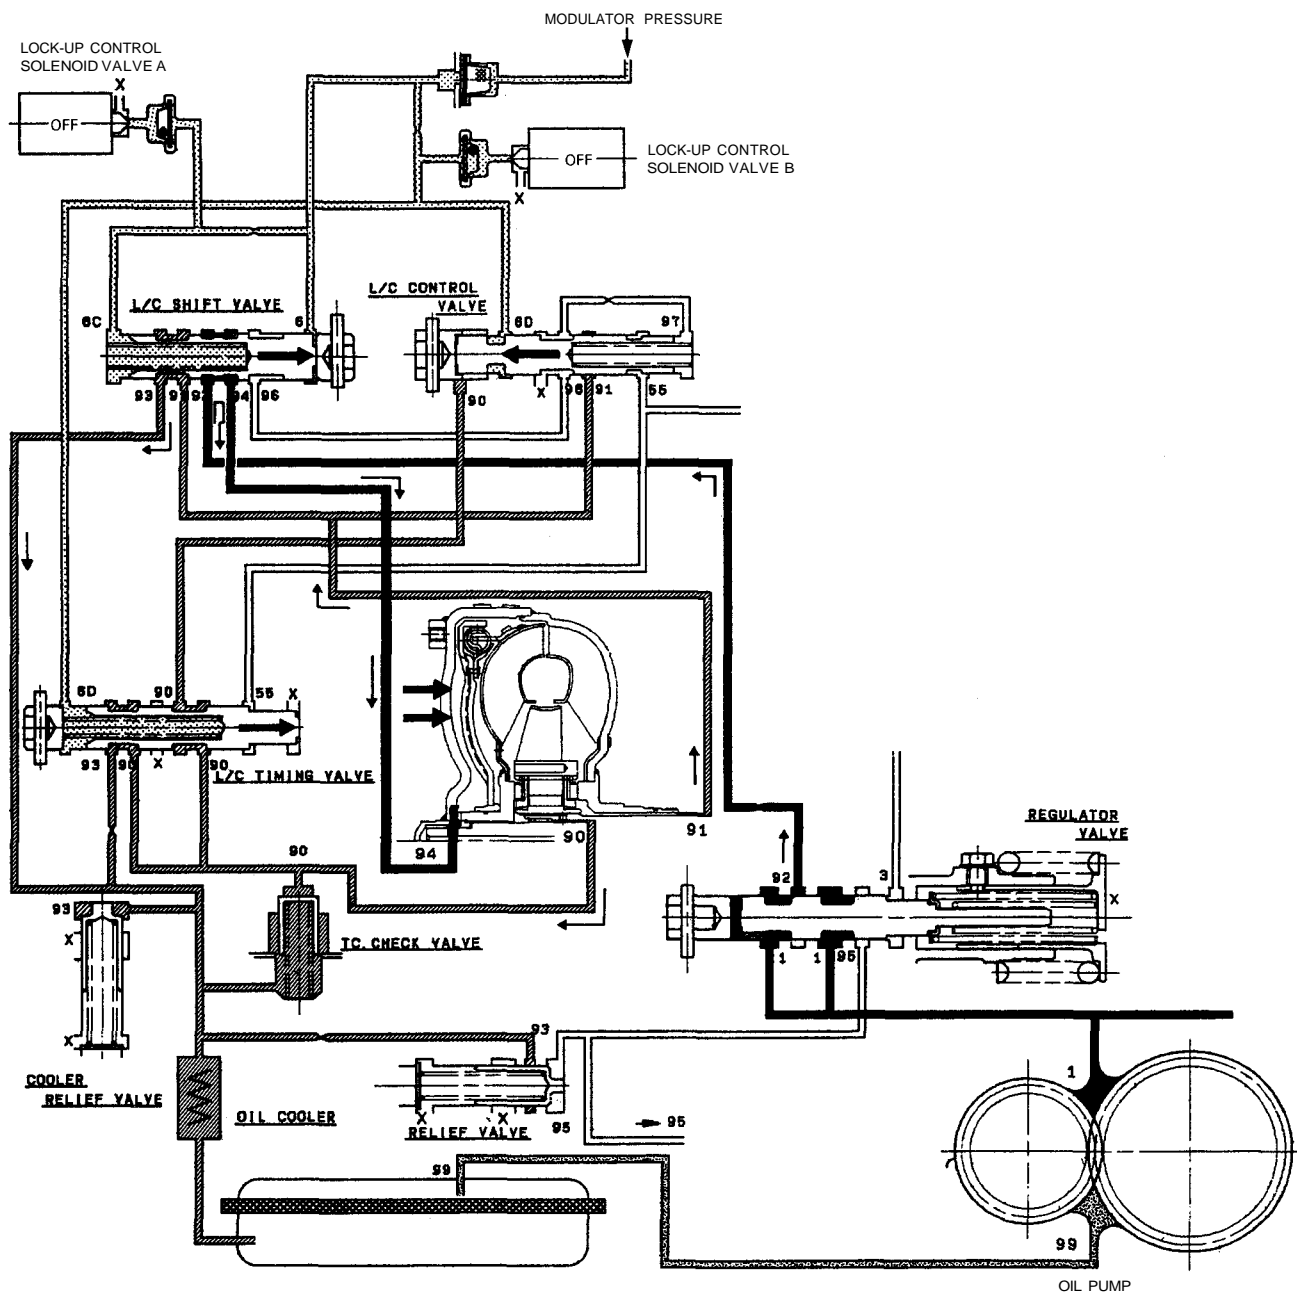 MODULATOR PRESSURE
LOCK-UP CONTROL
SOLENOID VALVE A
X
OFF
OFF
LOCK-UP CONTROL
SOLENOID VALVE B
X
L/C SHIFT VALVE
L/C CONTROL
VALVE
6C
6
6D
97
93
92
94
96
90
X
96
91
55
6D
90
55
X
93
90
X
90
L/C TIMING VALVE
94
90
91
REGULATOR
VALVE
90
92
3
X
93
X
T.C. CHECK VALVE
1
1
95
X
93
COOLER
RELIEF VALVE
OIL COOLER
X
X
RELIEF VALVE
95
95
1
99
99
OIL PUMP